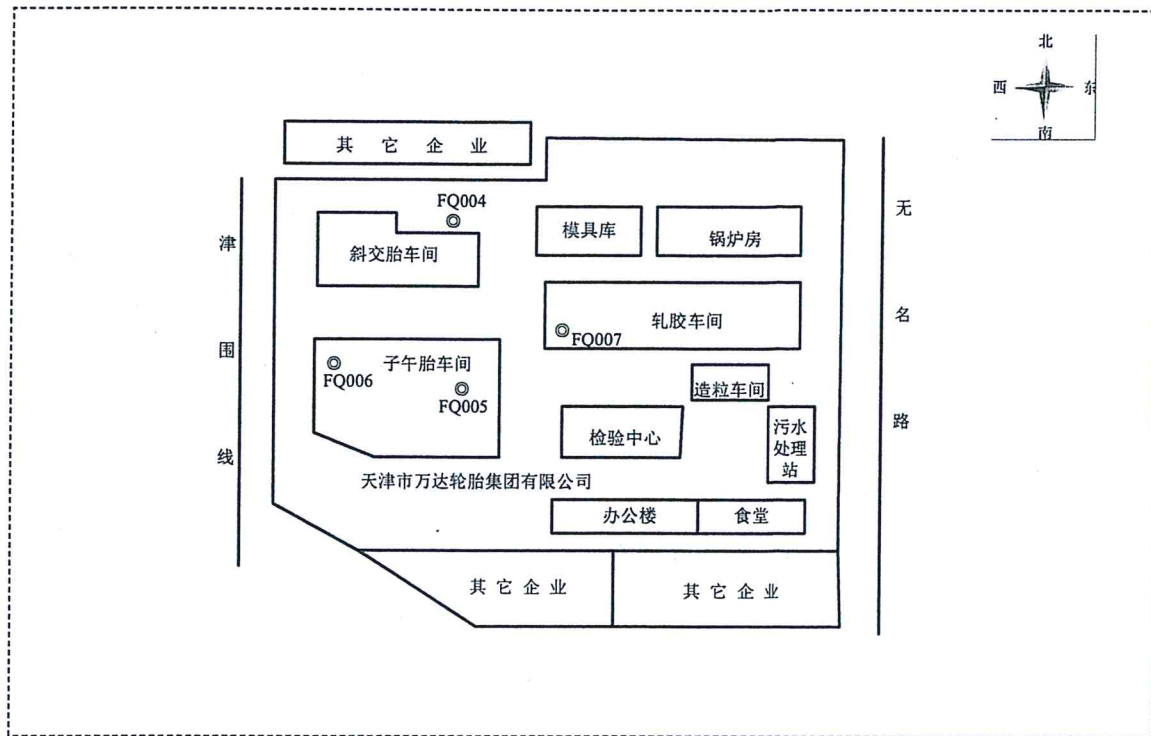 北
西 东
南
其 它 企 业
FQ004
模具库
锅炉房
斜交胎车间
轧胶车间
FQ007
子午胎车间
FQ006
FQ005
造粒车间
检验中心
污水
处理
站
天津市万达轮胎集团有限公司
办公楼
食堂
其 它 企 业
其 它 企 业
津
围
线
无
名
路